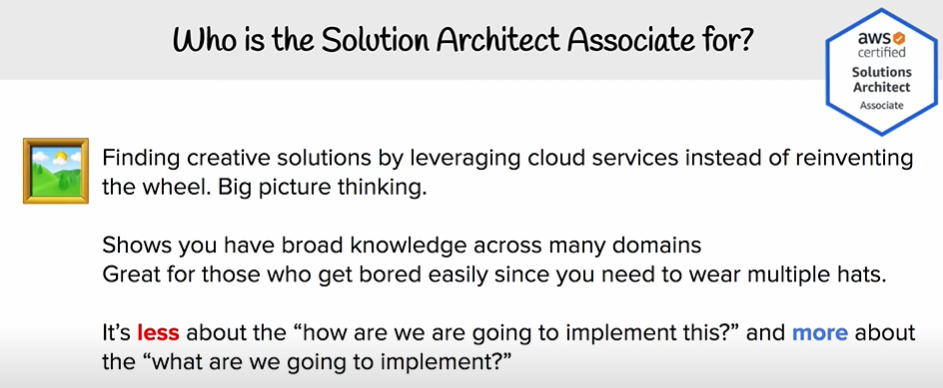 Who is the Solution Architect Associate for?
aws
certified
Solutions
Architect
Associate
Finding creative solutions by leveraging cloud services instead of reinventing
the wheel. Big picture thinking.
Shows you have broad knowledge across many domains
Great for those who get bored easily since you need to wear multiple hats.
It's less about the “how are we are going to implement this?” and more about
the “what are we going to implement?”